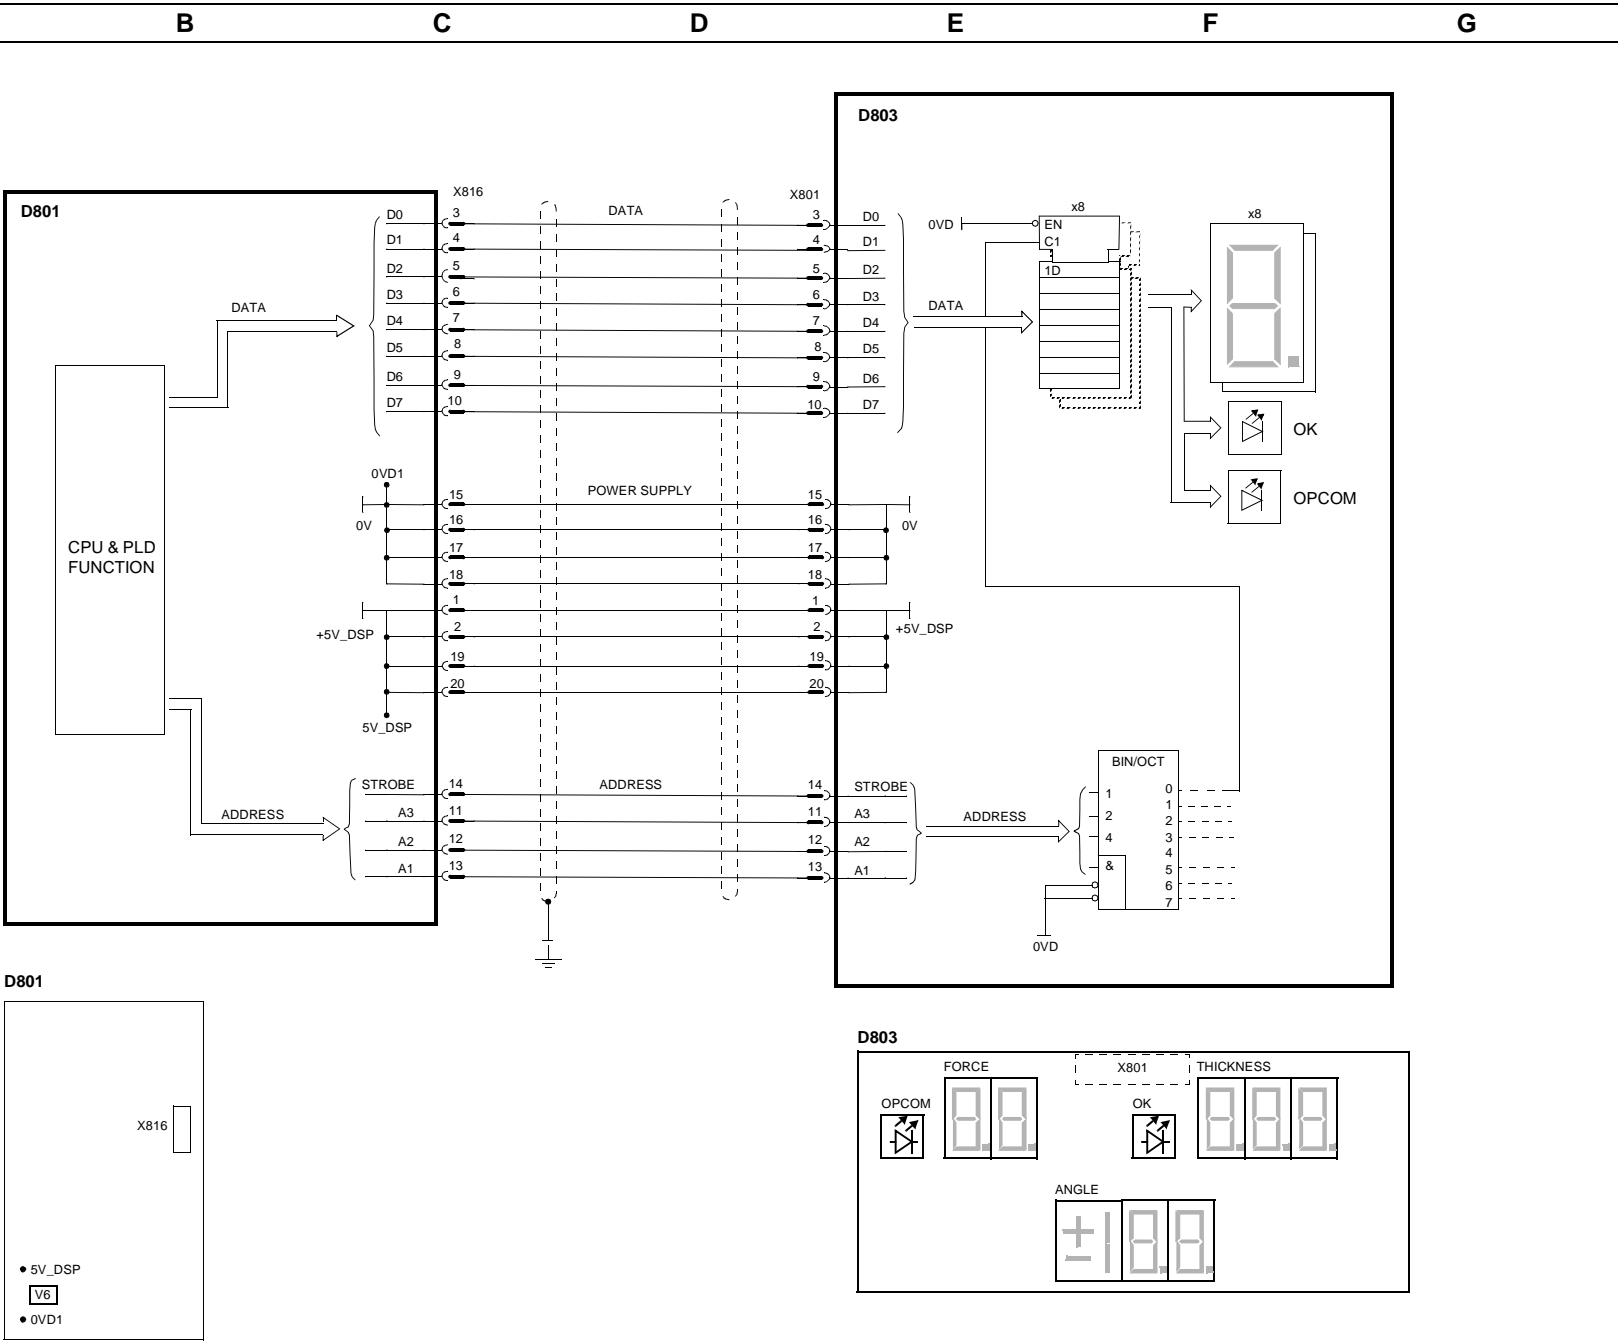 B C D E F G
D803
D801
X816
X801
D0 3 DATA 3 D0
D1 4 4 D1
D2 5 5 D2
D3 6 6 D3
D4 7 7 D4
D5 8 8 D5
D6 9 9 D6
D7 10 10 D7
DATA
DATA
0VD
x8
EN
C1
1D
x8
OK
OPCOM
CPU & PLD
FUNCTION
0VD1
0V
15 POWER SUPPLY 15
16 16
17 17
18 18
0V
1 1
2 2
19 19
20 20
+5V_DSP
+5V_DSP
5V_DSP
ADDRESS
STROBE 14 ADDRESS 14 STROBE
A3 11 11 A3
A2 12 12 A2
A1 13 13 A1
ADDRESS
BIN/OCT
1
2
4
&
0
1
2
3
4
5
6
7
0VD
D801
X816
5V_DSP
V6
0VD1
D803
FORCE
X801
THICKNESS
OPCOM
OK
ANGLE
±1